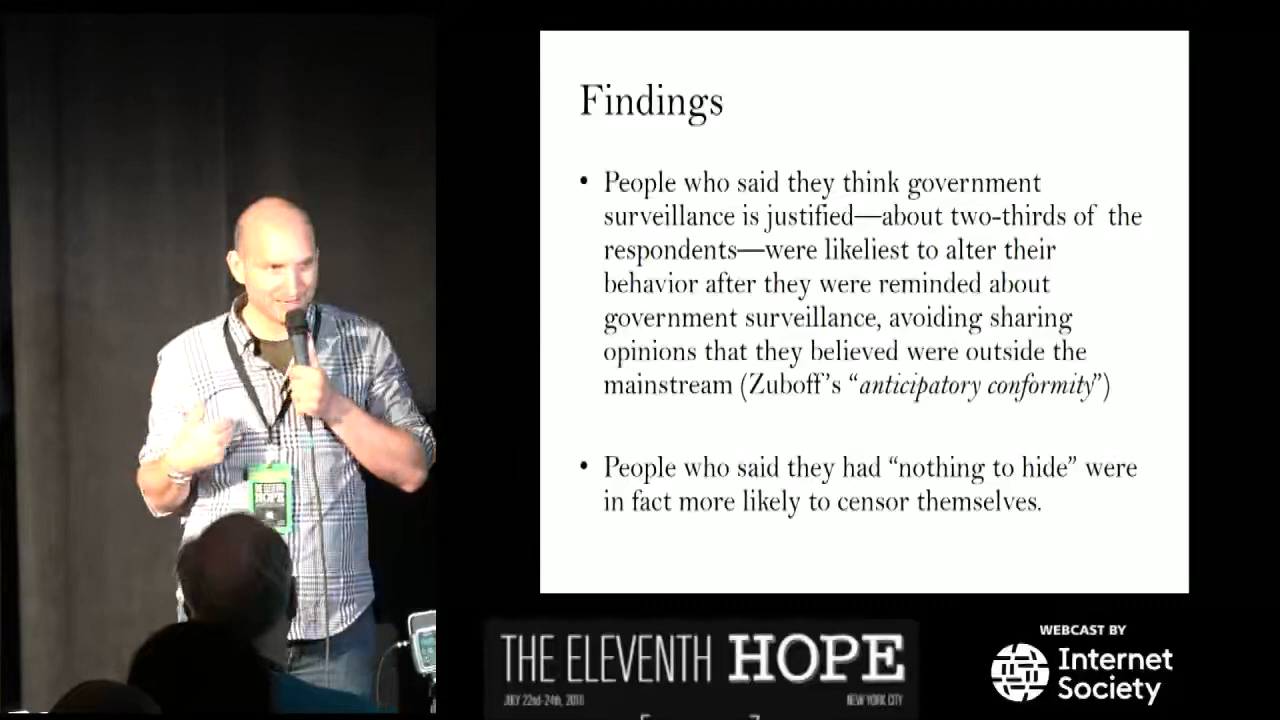 Findings
• People who said they think government
surveillance is justified—about two-thirds of the
respondents—were likeliest to alter their
behavior after they were reminded about
government surveillance, avoiding sharing
opinions that they believed were outside the
mainstream (Zuboff's “anticipatory conformity”)
• People who said they had “nothing to hide” were
in fact more likely to censor themselves.
HOPE
THE ELEVENTH HOPE
JULY 22nd-24th, 2016
NEW YORK CITY
WEBCAST BY
Internet
Society